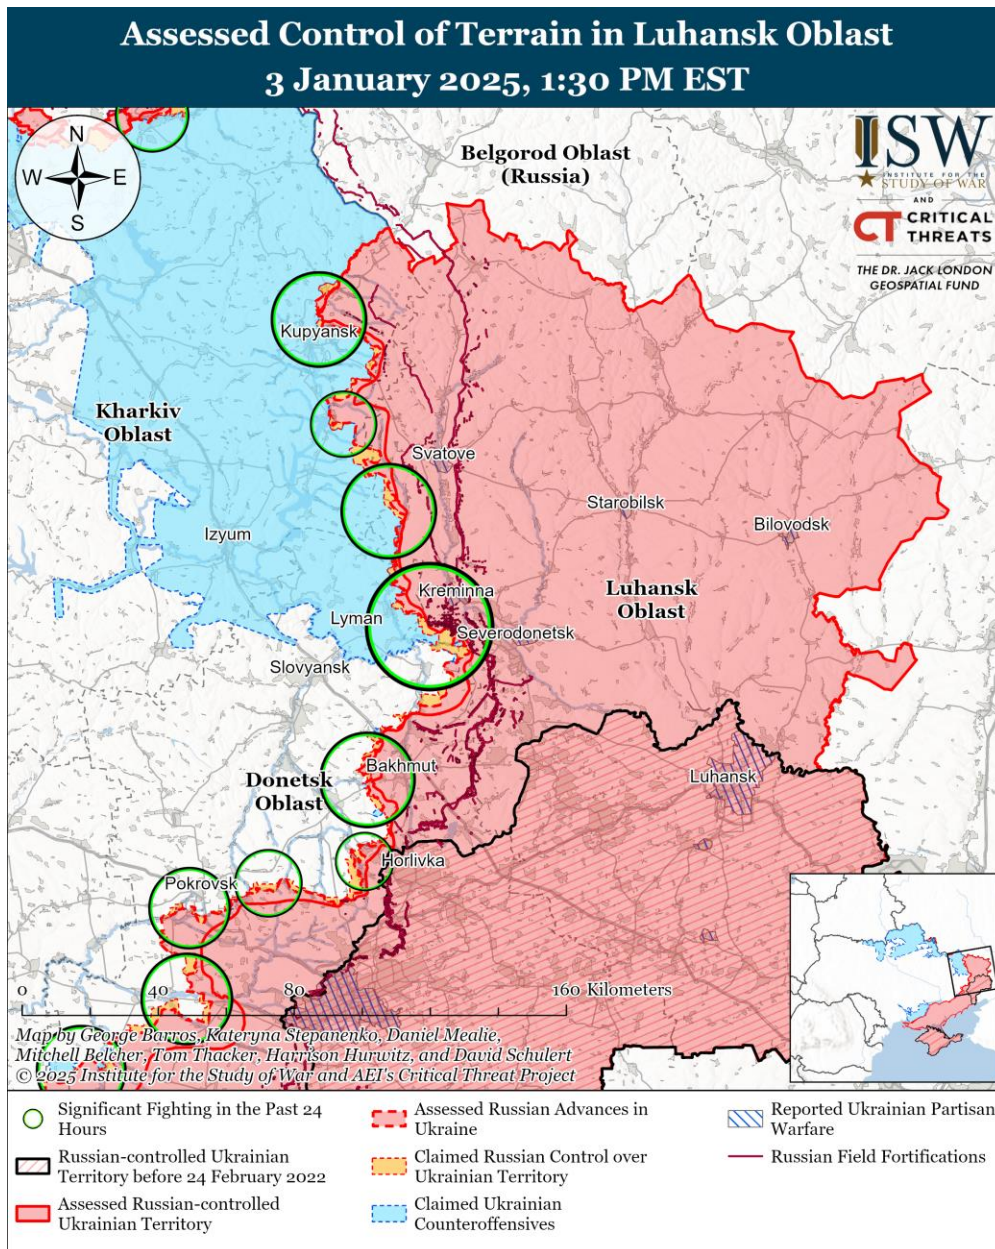 Assessed Control of Terrain in Luhansk Oblast
3 January 2025, 1:30 PM EST
N
W
E
S
Belgorod Oblast
(Russia)
ISW
INSTITUTE FOR THE
STUDY OF WAR
AND
CT CRITICAL
THREATS
THE DR. JACK LONDON
GEOSPATIAL FUND
Kupyansk
Kharkiv
Oblast
Svatove
Starobilsk
Bilovodsk
Izyum
Kreminna
Luhansk
Oblast
Lyman
Severodonetsk
Slovyansk
Donetsk
Oblast
Bakhmut
Luhansk
Horlivka
Pokrovsk
0
40
80
160 Kilometers
Map by George Barros, Kateryna Stepanenko, Daniel Mealie,
Mitchell Belcher, Tom Thacker, Harrison Hurwitz, and David Schulert
© 2025 Institute for the Study of War and AEI's Critical Threat Project
Significant Fighting in the Past 24
Hours
Russian-controlled Ukrainian
Territory before 24 February 2022
Assessed Russian-controlled
Ukrainian Territory
Assessed Russian Advances in
Ukraine
Claimed Russian Control over
Ukrainian Territory
Claimed Ukrainian
Counteroffensives
Reported Ukrainian Partisan
Warfare
Russian Field Fortifications